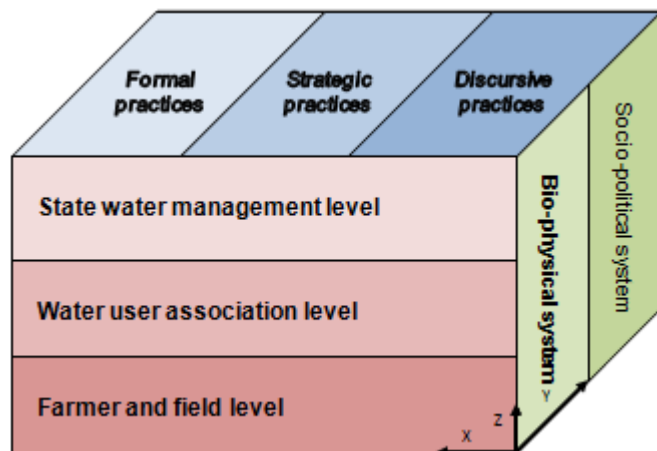 Formal
practices
Strategic
practices
Discursive
practices
State water management level
Water user association level
Farmer and field level
Bio-physical system
Socio-political system
X
Z
Y